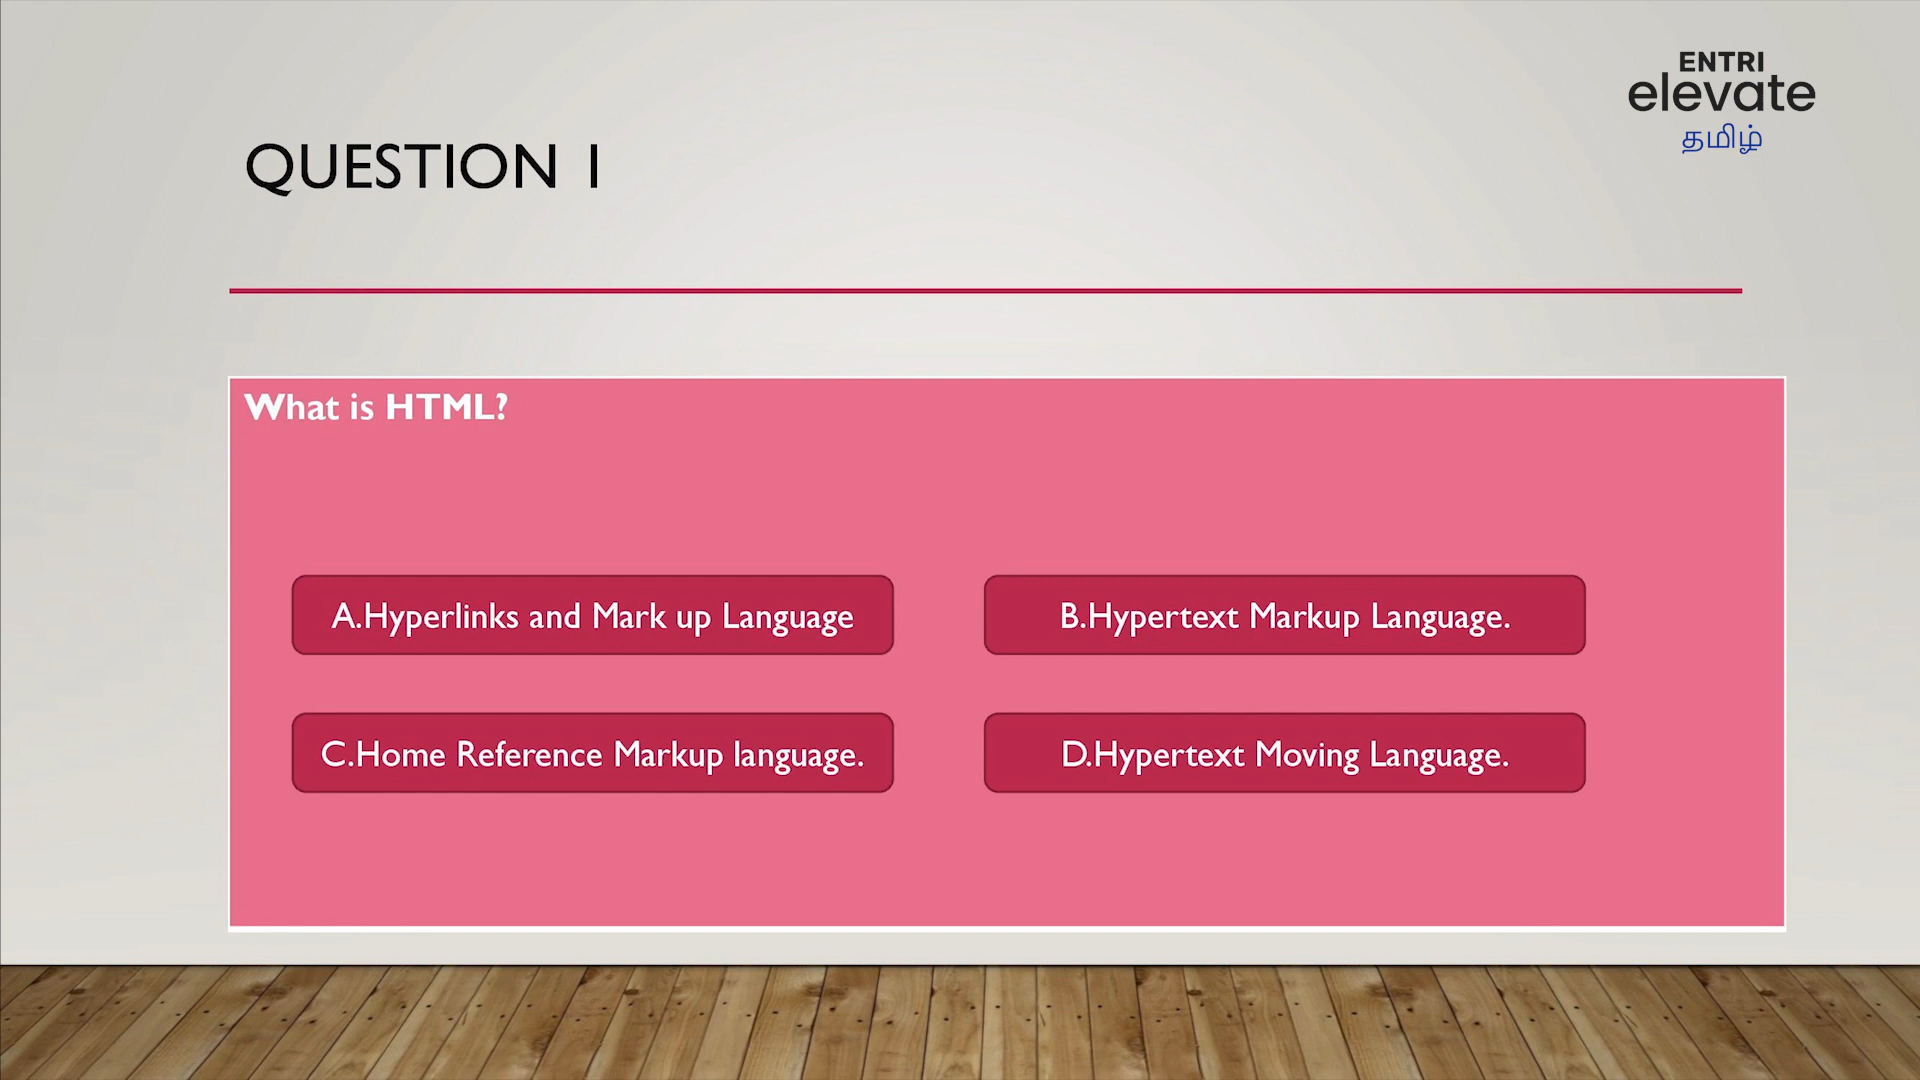 ENTRI
elevate
தமிழ்
QUESTION 1
What is HTML?
A.Hyperlinks and Mark up Language
B.Hypertext Markup Language.
C.Home Reference Markup language.
D.Hypertext Moving Language.